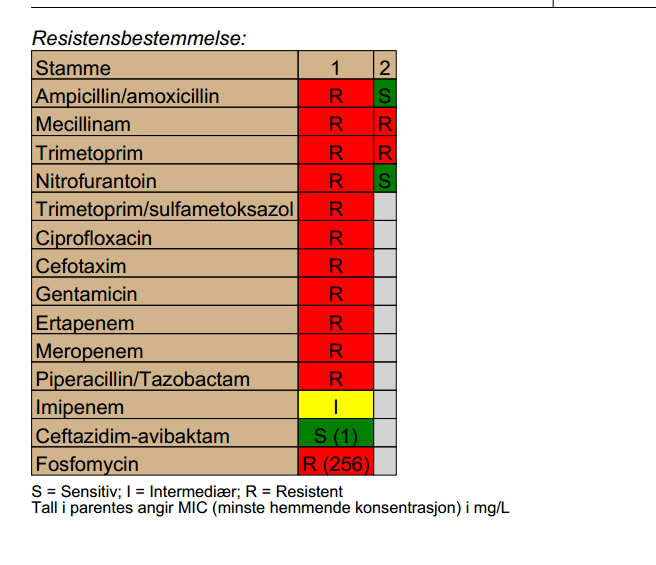 Resistensbestemmelse:
Stamme 1 2
Ampicillin/amoxicillin R S
Mecillinam R R
Trimetoprim R R
Nitrofurantoin R S
Trimetoprim/sulfametoksazol R
Ciprofloxacin R
Cefotaxim R
Gentamicin R
Ertapenem R
Meropenem R
Piperacillin/Tazobactam R
Imipenem I
Ceftazidim-avibaktam S (1)
Fosfomycin R (256)
S = Sensitiv; I = Intermediær; R = Resistent
Tall i parentes angir MIC (minste hemmende konsentrasjon) i mg/L